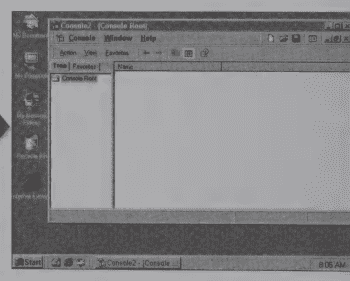 Console2 - [Console Root]
Console Window Help
Action View Favorites
Tree Favorites Name
Console Root
Start
Console2 - [Console ...
8:05 AM